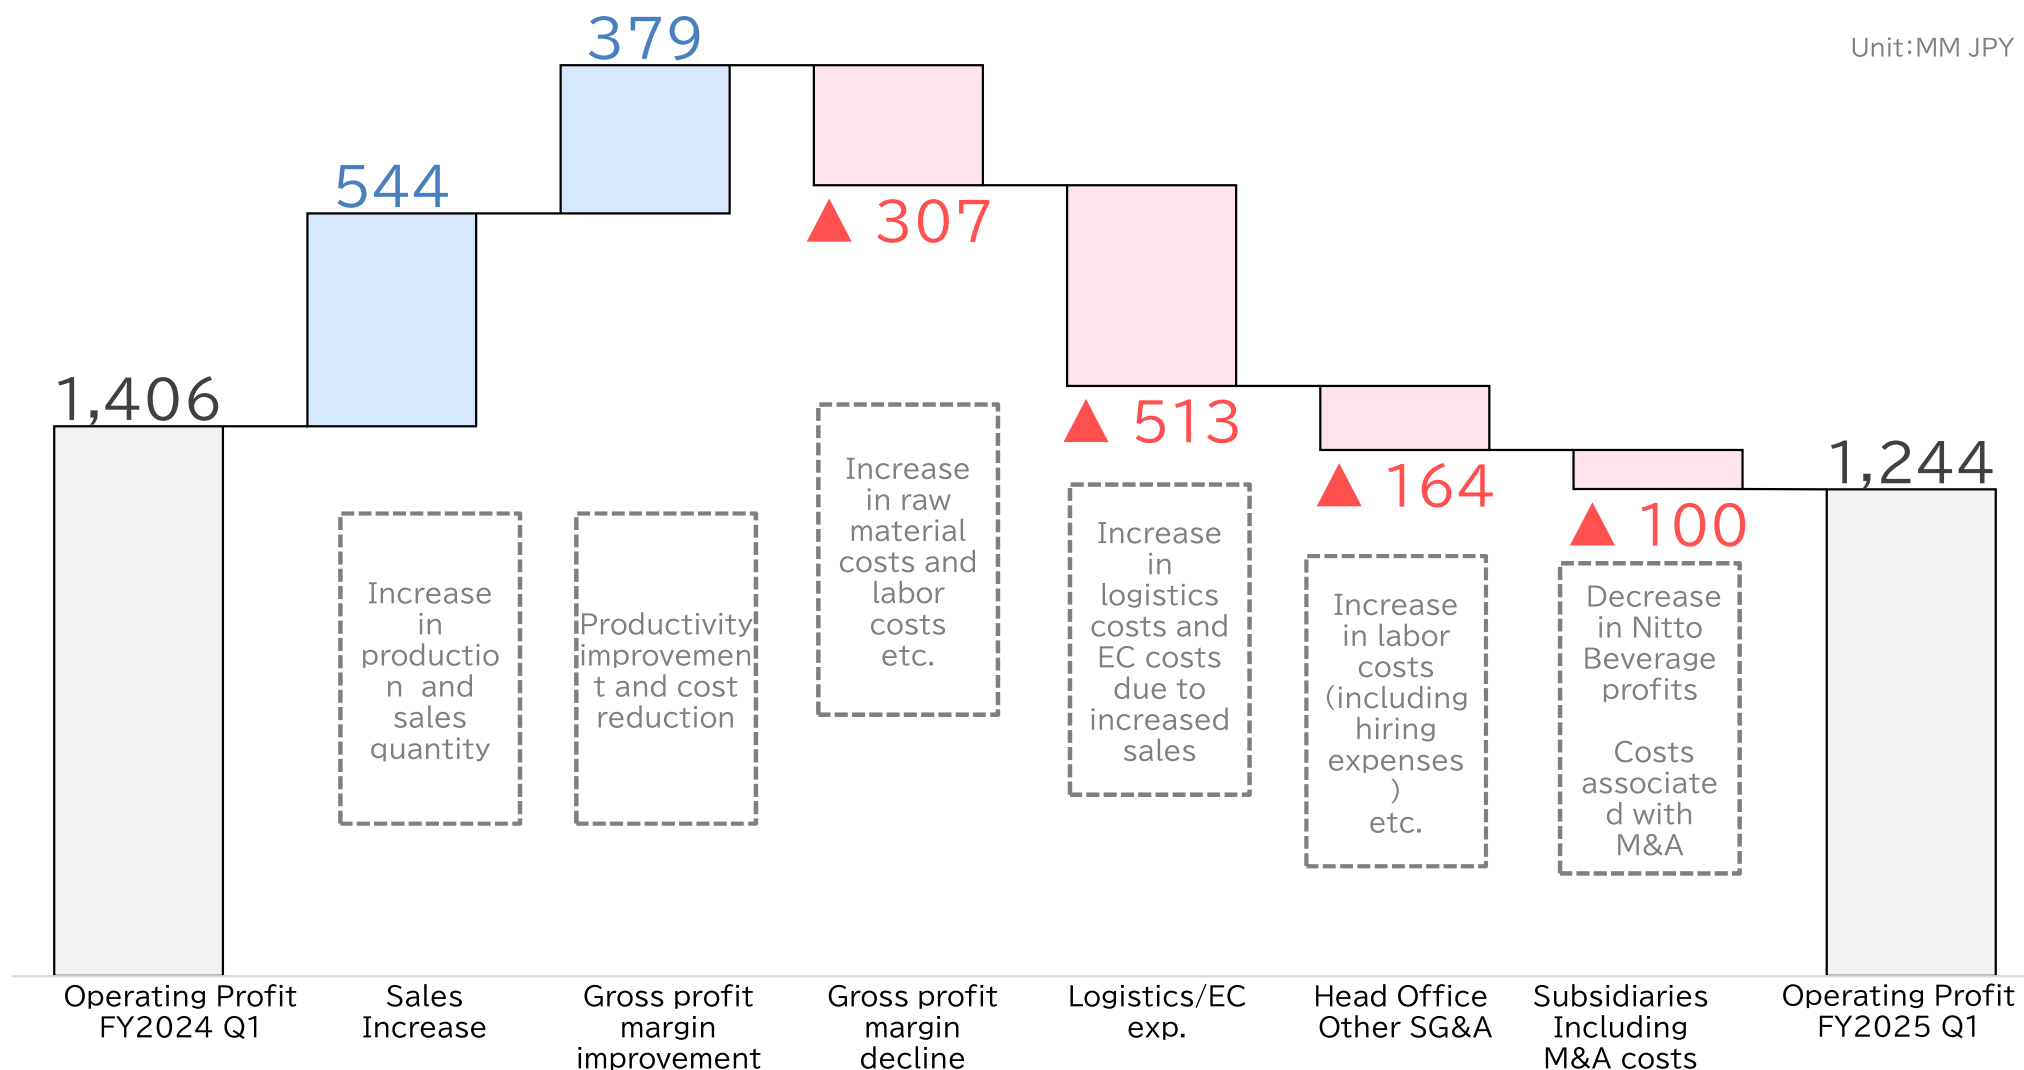 379
Unit:MM JPY
544
▲ 307
1,406
▲ 513
▲ 164
1,244
▲ 100
Increase
in
productio
n and
sales
quantity
Productivity
improvemen
t and cost
reduction
Increase
in raw
material
costs and
labor
costs
etc.
Increase
in
logistics
costs and
EC costs
due to
increased
sales
Increase
in labor
costs
(including
hiring
expenses
)
etc.
Decrease
in Nitto
Beverage
profits
Costs
associate
d with
M&A
Operating Profit
FY2024 Q1
Sales
Increase
Gross profit
margin
improvement
Gross profit
margin
decline
Logistics/EC
exp.
Head Office
Other SG&A
Subsidiaries
Including
M&A costs
Operating Profit
FY2025 Q1